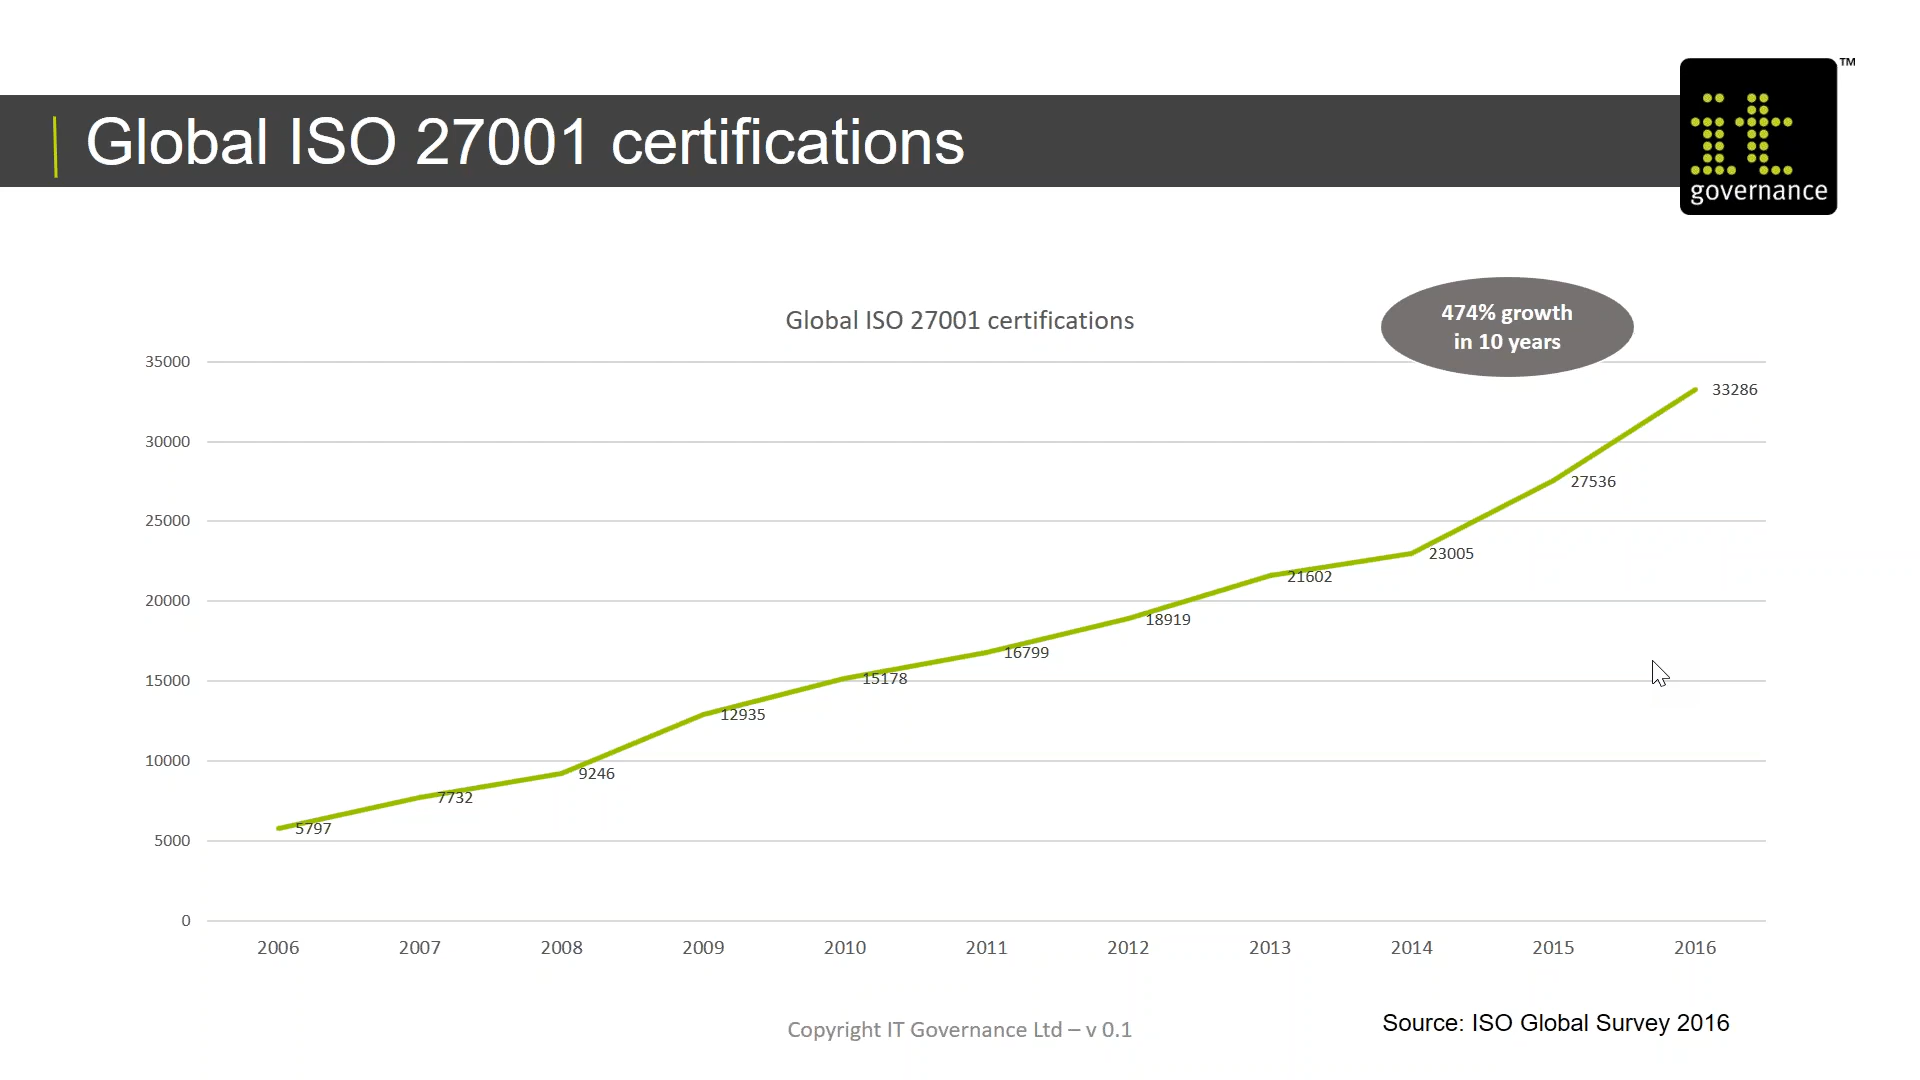 TM
Global ISO 27001 certifications
it
governance
474% growth
in 10 years
Global ISO 27001 certifications
35000
33286
30000
27536
25000
23005
21602
20000
18919
16799
15178
15000
12935
10000
9246
7732
5797
5000
0
2006 2007 2008 2009 2010 2011 2012 2013 2014 2015 2016
Copyright IT Governance Ltd – v 0.1
Source: ISO Global Survey 2016